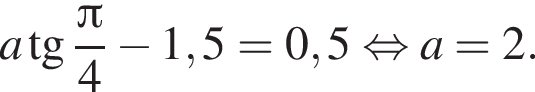 a tg π/4 − 1,5 = 0,5 ⇔ a = 2.